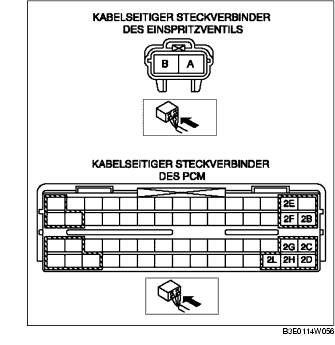 KABELSEITIGER STECKVERBINDER
DES EINSPRITZVENTILS
B A
KABELSEITIGER STECKVERBINDER
DES PCM
2E
2F 2B
2G 2C
2L 2H 2D
B3E0114W056